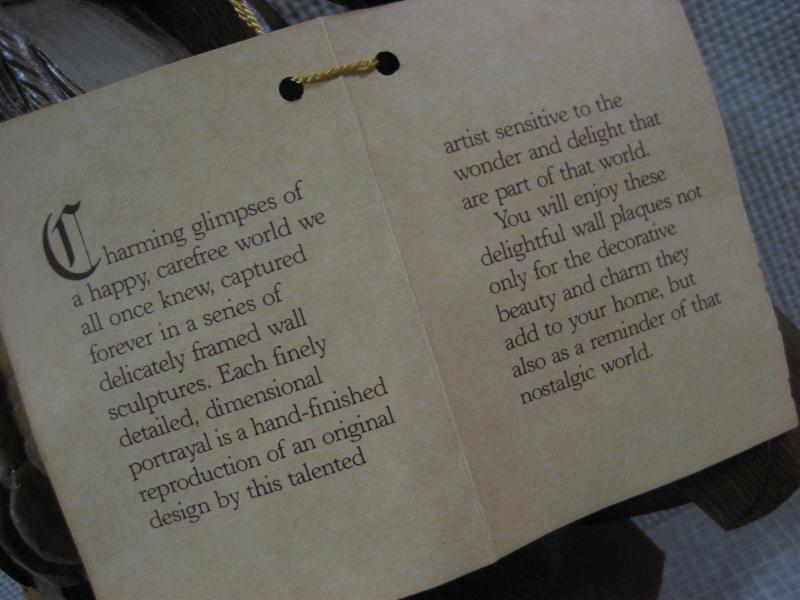 Charming glimpses of
a happy, carefree world we
all once knew, captured
forever in a series of
delicately framed wall
sculptures. Each finely
detailed, dimensional
portrayal is a hand-finished
reproduction of an original
design by this talented
artist sensitive to the
wonder and delight that
are part of that world.
You will enjoy these
delightful wall plaques not
only for the decorative
beauty and charm they
add to your home, but
also as a reminder of that
nostalgic world.